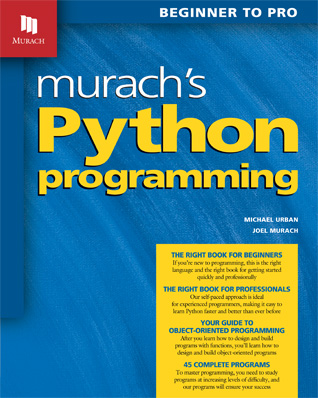 BEGINNER TO PRO
MURACH
murach's
Python
programming
MICHAEL URBAN
JOEL MURACH
THE RIGHT BOOK FOR BEGINNERS
If you're new to programming, this is the right
language and the right book for getting started
quickly and professionally
THE RIGHT BOOK FOR PROFESSIONALS
Our self-paced approach is ideal
for experienced programmers, making it easy to
learn Python faster and better than ever before
YOUR GUIDE TO
OBJECT-ORIENTED PROGRAMMING
After you learn how to design and build
programs with functions, you'll learn how to
design and build object-oriented programs
45 COMPLETE PROGRAMS
To master programming, you need to study
programs at increasing levels of difficulty, and
our programs will ensure your success